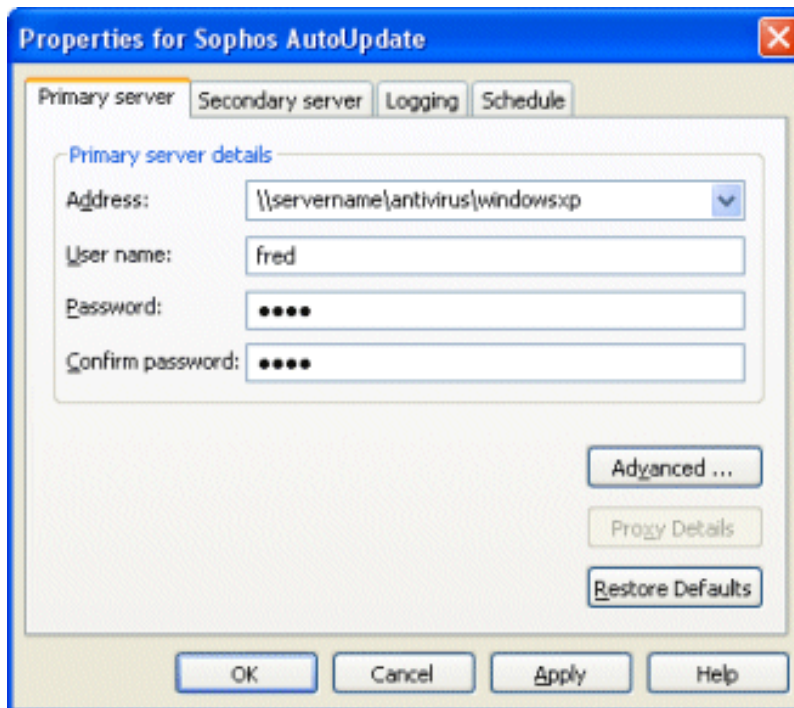 Properties for Sophos AutoUpdate
Primary server Secondary server Logging Schedule
Primary server details
Address: \\servername\antivirus\windowsxp
User name: fred
Password: ●●●●
Confirm password: ●●●●
Advanced ...
Proxy Details
Restore Defaults
OK Cancel Apply Help